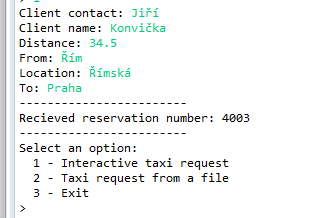 Client contact: Jiří
Client name: Konvička
Distance: 34.5
From: Řím
Location: Římská
To: Praha
------------------------
Recieved reservation number: 4003
------------------------
Select an option:
  1 - Interactive taxi request
  2 - Taxi request from a file
  3 - Exit
>